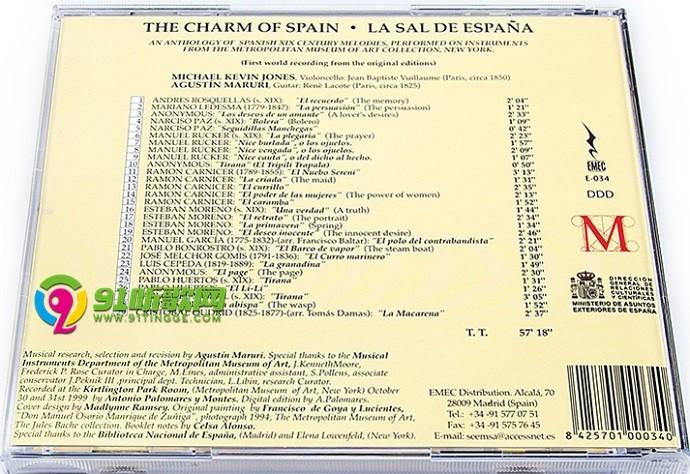 THE CHARM OF SPAIN • LA SAL DE ESPAÑA
AN ANTHOLOGY OF SPANISH XIX CENTURY MELODIES, PERFORMED ON INSTRUMENTS
FROM THE METROPOLITAN MUSEUM OF ART COLLECTION, NEW YORK.
(First world recording from the original editions)
MICHAEL KEVIN JONES, Violoncello: Jean Baptiste Vuillaume (Paris, circa 1850)
AGUSTÍN MARURI, Guitar: Renè Lacote (Paris, circa 1825)
1 ANDRES ROSQUELLAS (s. XIX): "El recuerdo" (The memory) 2' 04"
2 MARIANO LEDESMA (1779-1847): "La persuasión" (The persuasion) 1' 21"
3 ANONYMOUS: "Los deseos de un amante" (A lover's desires) 2' 33"
4 NARCISO PAZ (s. XIX): "Bolera" (Bolero) 1' 09"
5 NARCISO PAZ: "Seguidillas Manchegas" 0' 42"
6 MANUEL RUCKER (s. XIX): "La plegaria" (The prayer) 2' 23"
7 MANUEL RUCKER: "Nice burlada", o los ojuelos. 1' 17"
8 MANUEL RUCKER: "Nice vengada", o los ojuelos. 2' 09"
9 MANUEL RUCKER: "Nice cauta", o del dicho al hecho. 1' 07"
10 ANONYMOUS: "Tirana" (El Trípili Trapala) 0' 50"
11 RAMON CARNICER (1789-1855): "El Nuebo Sereni" 3' 13"
12 RAMON CARNICER: "La criada" (The maid) 1' 31"
13 RAMON CARNICER: "El currillo" 2' 35"
14 RAMON CARNICER: "El poder de las mujeres" (The power of women) 2' 13"
15 RAMON CARNICER: "El caramba" 1' 52"
16 ESTEBAN MORENO (s. XIX): "Una verdad" (A truth) 1' 44"
17 ESTEBAN MORENO: "El retrato" (The portrait) 2' 34"
18 ESTEBAN MORENO: "La primavera" (Spring) 1' 34"
19 ESTEBAN MORENO: "El deseo inocente" (The innocent desire) 2' 46"
20 MANUEL GARCÍA (1775-1832)-(arr. Francisco Baltar): "El polo del contrabandista" 2' 21"
21 PABLO BONROSTRO (s. XIX): "El Barco de vapor" (The steam boat) 2' 04"
22 JOSÉ MELCHOR GOMIS (1791-1836): "El Curro marinero" 2' 30"
23 LUIS CEPEDA (1819-1889): "La granadina" 1' 49"
24 ANONYMOUS: "El page" (The page) 2' 30"
25 PABLO HUERTOS (s. XIX): "Tirana" 1' 31"
"El Li-Li" 1' 26"
"Tirana" 3' 05"
abispa" (The wasp) 1' 52"
CRISTOBAL OUDRID (1825-1877)-(arr. Tomás Damas): "La Macarena" 2' 37"
T. T. 57' 18"
EMEC
E-034
DDD
M
DIRECCIÓN
GENERAL
DE RELACIONES
CULTURALES
Y CIENTÍFICAS
MINISTERIO DE ASUNTOS
EXTERIORES DE ESPAÑA
91听歌网
WWW.91TINGGE.COM
Musical research, selection and revision by Agustín Maruri. Special thanks to the Musical
Instruments Department of the Metropolitan Museum of Art, J.KennethMoore,
Frederick P. Rose Curator in Charge, M.Lines, administrative assistant, S.Pollens, associate
conservator J.Peknik III ,principal dept. Technician, L.Libin, research Curator.
Recorded at the Kirtlington Park Room, (Metropolitan Museum of Art, New York) October
30 and 31st 1999 by Antonio Palomares y Montes. Digital edition by A.Palomares.
Cover design by Madlynne Ramsey. Original painting by Francisco de Goya y Lucientes,
"Don Manuel Osorio Manrique de Zuñiga", photograph 1994, The Metropolitan Museum of Art,
The Jules Bache collection. Booklet notes by Celsa Alonso.
Special thanks to the Biblioteca Nacional de España, (Madrid) and Elena Lowenfeld, (New York).
EMEC Distribution. Alcalá, 70
28009 Madrid (Spain)
Tel.: +34 -91 577 07 51
Fax: +34 -91 575 76 45
E-mail: seemsa@accessnet.es
8 425701 000340